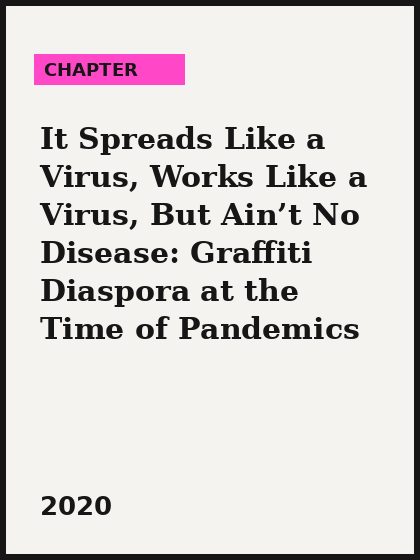 CHAPTER
It Spreads Like a
Virus, Works Like a
Virus, But Ain’t No
Disease: Graffiti
Diaspora at the
Time of Pandemics
2020